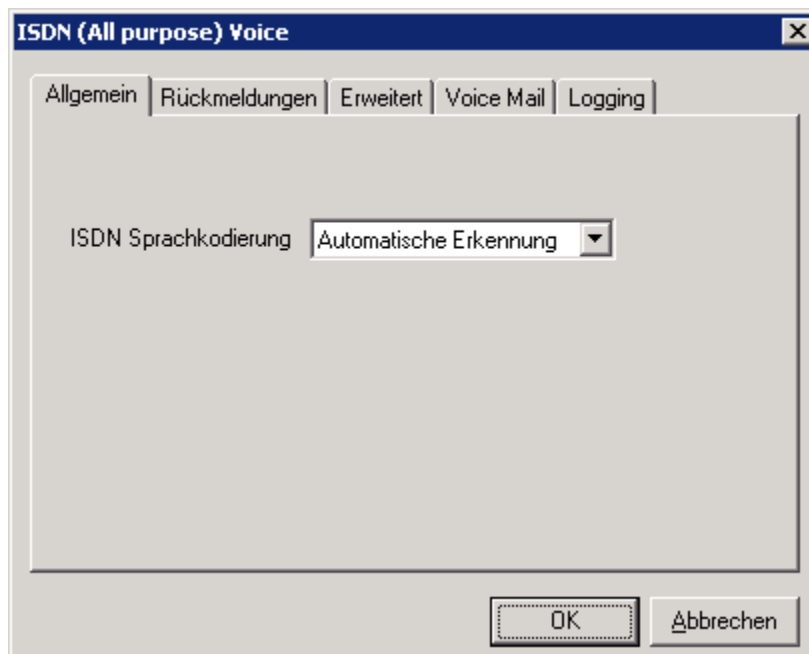 ISDN (All purpose) Voice
Allgemein Rückmeldungen Erweitert Voice Mail Logging
ISDN Sprachkodierung Automatische Erkennung
OK Abbrechen